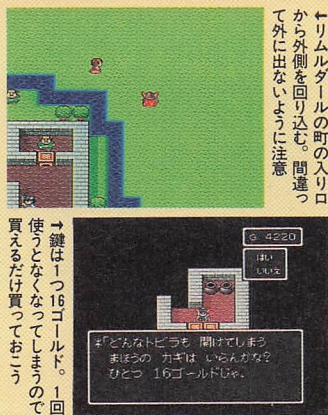 ←リムルダールの町の入り口
から外側を回り込む。間違っ
て外に出ないように注意
→鍵は1つ16ゴールド。1回
使うとなくなってしまうので
買えるだけ買っておこう
G 4220
はい
いいえ
*「どんなトビラも 開けてしまう
まほうの カギは いらんかな?
ひとつ 16ゴールドじゃ。